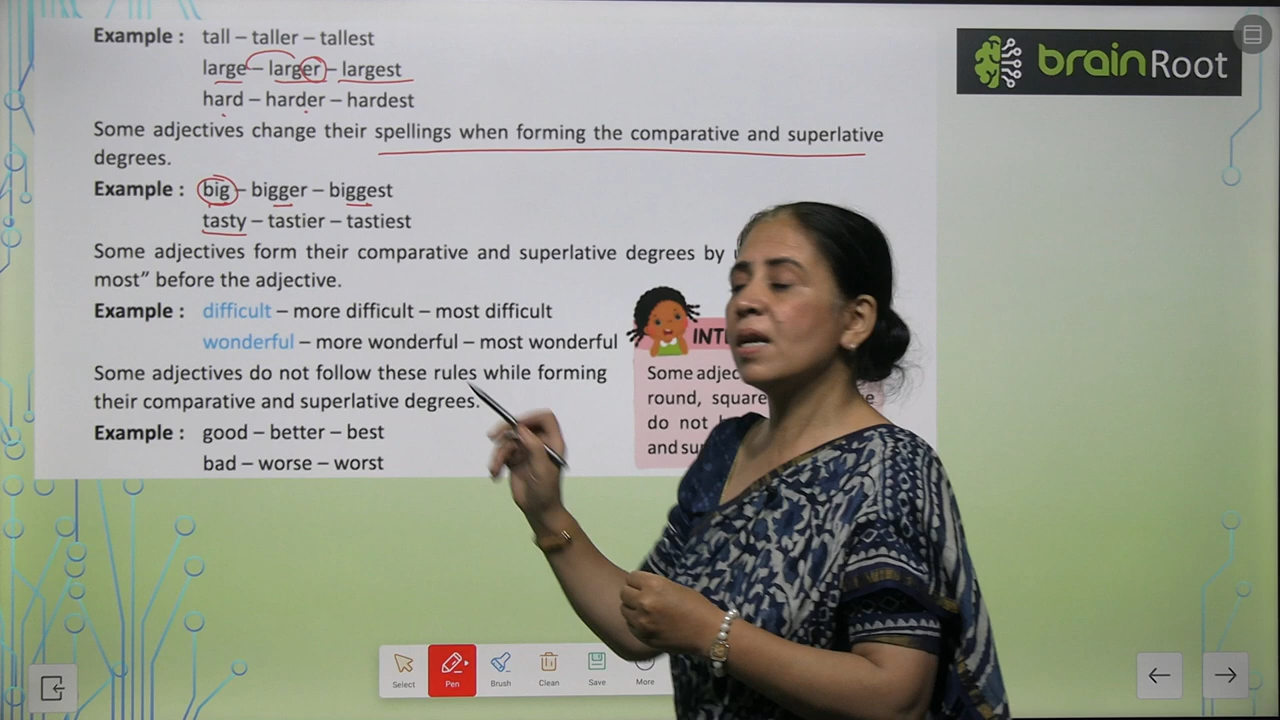 Example : tall – taller – tallest
large – larger – largest
hard – harder – hardest
Some adjectives change their spellings when forming the comparative and superlative
degrees.
Example : big – bigger – biggest
tasty – tastier – tastiest
Some adjectives form their comparative and superlative degrees by
most” before the adjective.
Example : difficult – more difficult – most difficult
wonderful – more wonderful – most wonderful
Some adjectives do not follow these rules while forming
their comparative and superlative degrees.
Example : good – better – best
bad – worse – worst
Some
round, square
do not
and
brainRoot
Select Pen Brush Clean Save More